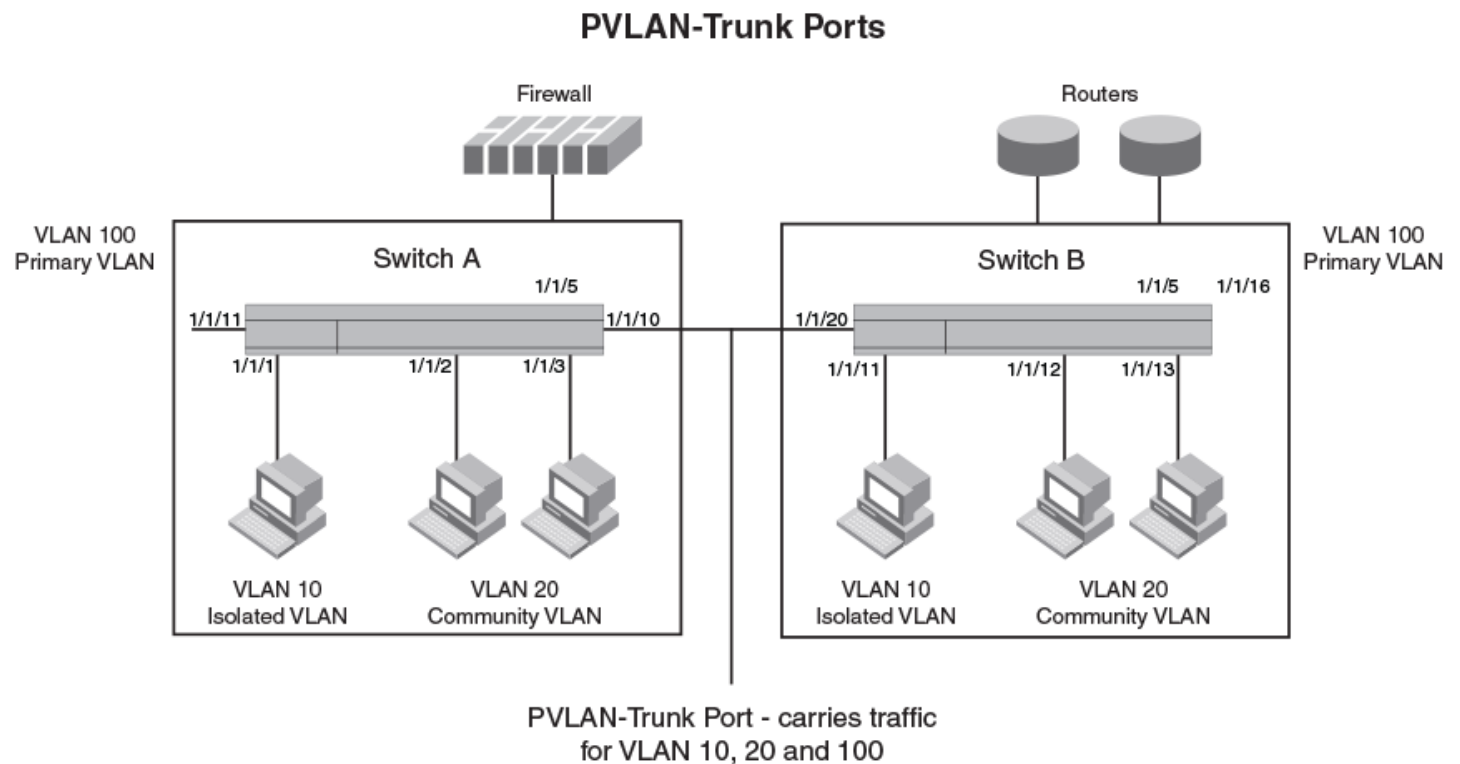 PVLAN-Trunk Ports
Firewall
Routers
VLAN 100
Primary VLAN
Switch A
1/1/5
1/1/11
1/1/10
1/1/1
1/1/2
1/1/3
VLAN 10
Isolated VLAN
VLAN 20
Community VLAN
Switch B
1/1/5
1/1/16
VLAN 100
Primary VLAN
1/1/20
1/1/11
1/1/12
1/1/13
VLAN 10
Isolated VLAN
VLAN 20
Community VLAN
PVLAN-Trunk Port - carries traffic
for VLAN 10, 20 and 100